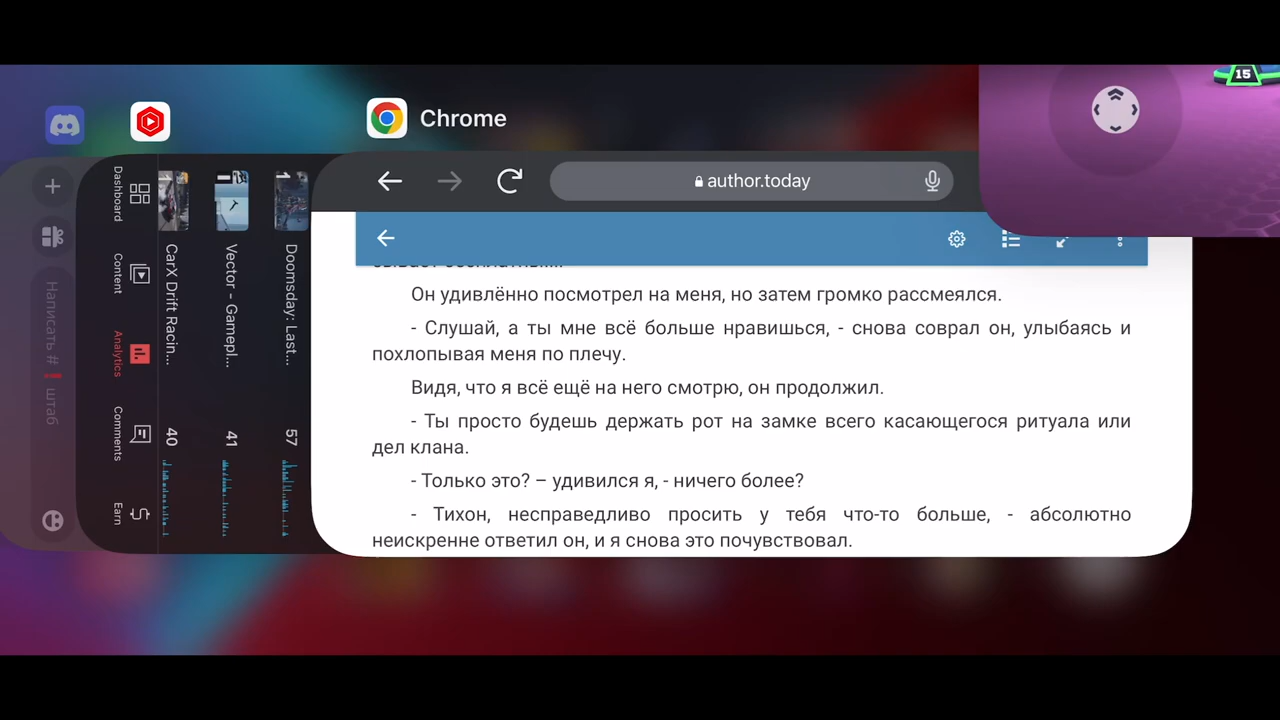 Chrome
15
author.today
Он удивлённо посмотрел на меня, но затем громко рассмеялся.
- Слушай, а ты мне всё больше нравишься, - снова соврал он, улыбаясь и
похлопывая меня по плечу.
Видя, что я всё ещё на него смотрю, он продолжил.
- Ты просто будешь держать рот на замке всего касающегося ритуала или
дел клана.
- Только это? – удивился я, - ничего более?
- Тихон, несправедливо просить у тебя что-то больше, - абсолютно
неискренне ответил он, и я снова это почувствовал.
Doomsday: Last...
57
Vector - Gamepl...
41
CarX Drift Racin...
40
Dashboard
Content
Analytics
Comments
Earn
Написать #
штаб